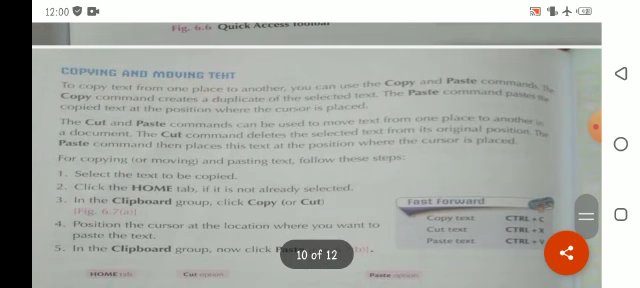 12:00
Fig. 6.6 Quick Access Toolbar
COPYING AND MOVING TEXT
To copy text from one place to another, you can use the Copy and Paste commands. The
Copy command creates a duplicate of the selected text. The Paste command pastes the
copied text at the position where the cursor is placed.
The Cut and Paste commands can be used to move text from one place to another in
a document. The Cut command deletes the selected text from its original position. The
Paste command then places this text at the position where the cursor is placed.
For copying (or moving) and pasting text, follow these steps:
1. Select the text to be copied.
2. Click the HOME tab, if it is not already selected.
3. In the Clipboard group, click Copy (or Cut)
[Fig. 6.7(a)]
4. Position the cursor at the location where you want to
paste the text.
5. In the Clipboard group, now click
Fast Forward
Copy text CTRL + C
Cut text CTRL + X
Paste text CTRL + V
10 of 12
HOME tab
Cut option
Paste option